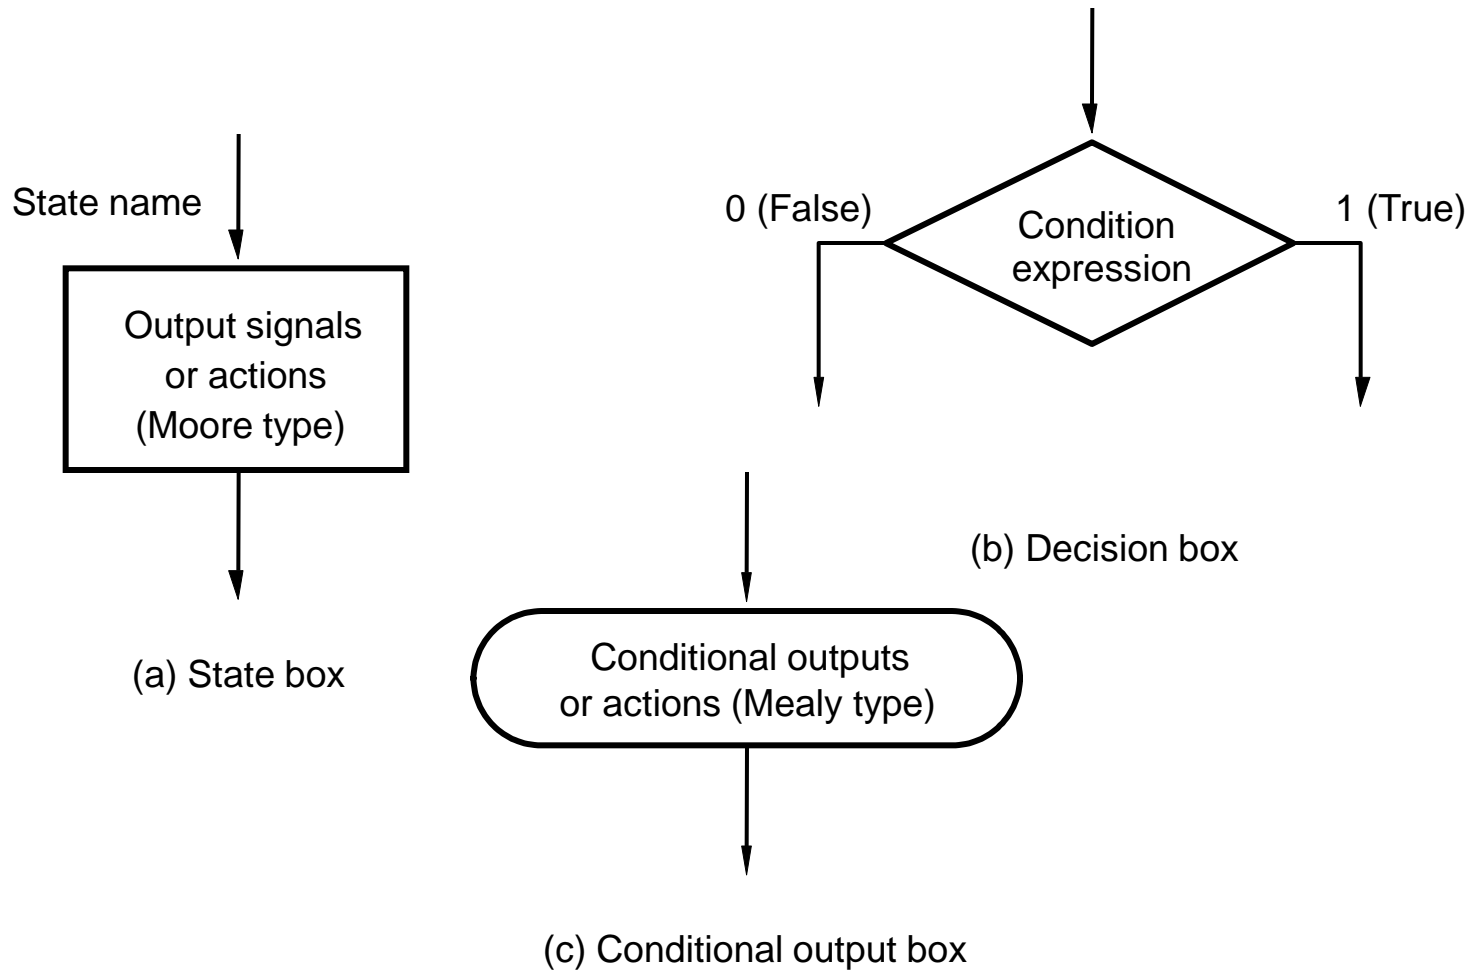 State name
Output signals
or actions
(Moore type)
(a) State box
0 (False)
1 (True)
Condition
expression
(b) Decision box
Conditional outputs
or actions (Mealy type)
(c) Conditional output box